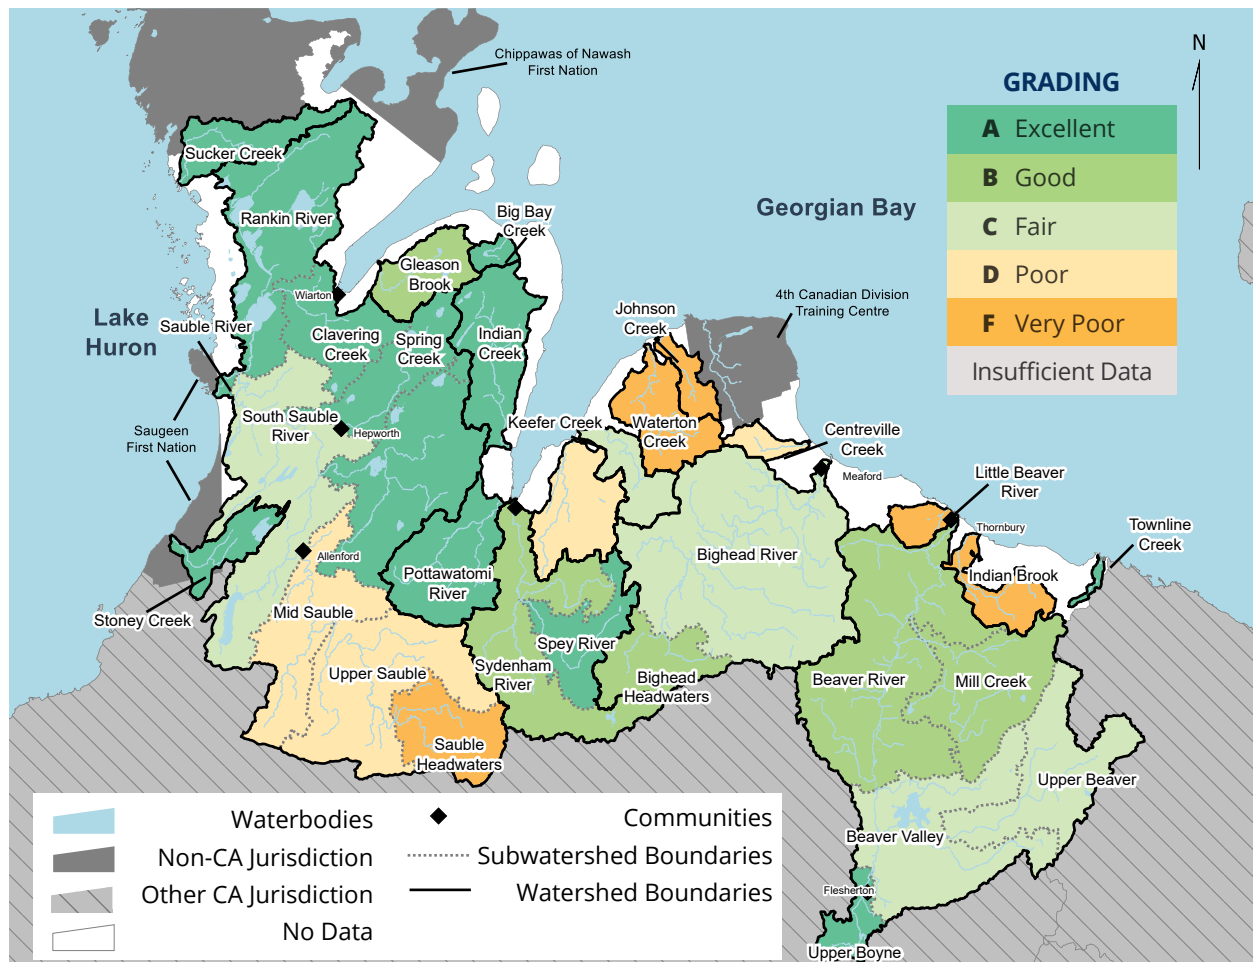 Chippawas of Nawash
First Nation
N
GRADING
A Excellent
B Good
C Fair
D Poor
F Very Poor
Insufficient Data
Sucker Creek
Rankin River
Georgian Bay
Big Bay
Creek
Gleason
Brook
Wiarton
Lake
Huron
Sauble River
Clavering
Creek
Spring
Creek
Indian
Creek
Johnson
Creek
4th Canadian Division
Training Centre
Saugeen
First Nation
South Sauble
River
Hepworth
Keefer Creek
Waterton
Creek
Centreville
Creek
Meaford
Little Beaver
River
Thornbury
Townline
Creek
Allenford
Bighead River
Indian Brook
Pottawatomi
River
Stoney Creek
Mid Sauble
Spey River
Upper Sauble
Sydenham
River
Bighead
Headwaters
Beaver River
Mill Creek
Sauble
Headwaters
Upper Beaver
Beaver Valley
Flesherton
Upper Boyne
Waterbodies
Non-CA Jurisdiction
Other CA Jurisdiction
No Data
Communities
Subwatershed Boundaries
Watershed Boundaries